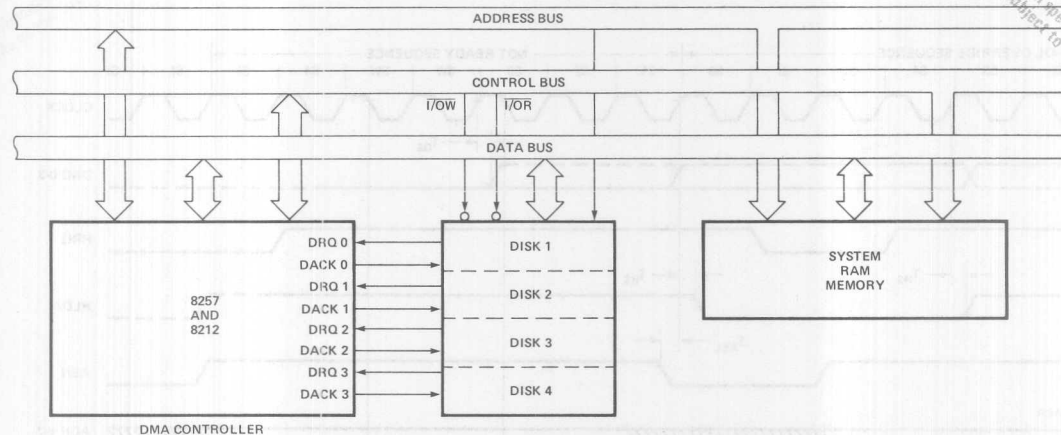 ADDRESS BUS
CONTROL BUS
I/OW I/OR
DATA BUS
DRQ 0
DACK 0
DRQ 1
DACK 1
DRQ 2
DACK 2
DRQ 3
DACK 3
8257
AND
8212
DISK 1
DISK 2
DISK 3
DISK 4
SYSTEM
RAM
MEMORY
DMA CONTROLLER